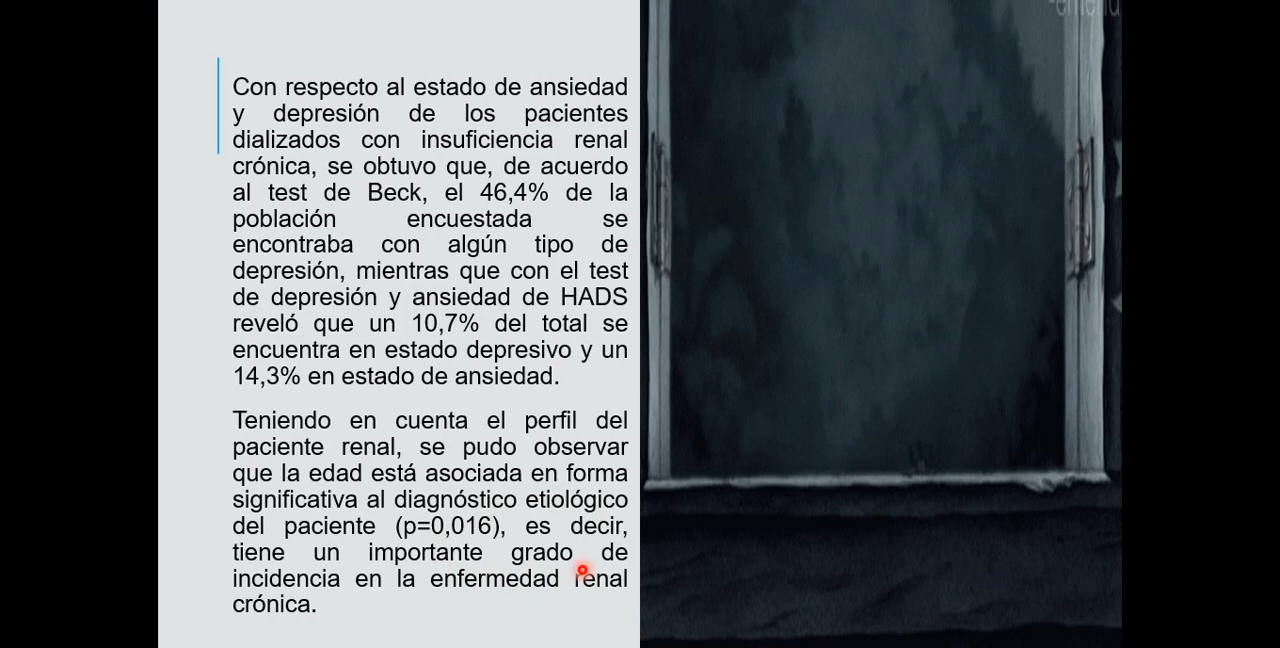 Con respecto al estado de ansiedad
y depresión de los pacientes
dializados con insuficiencia renal
crónica, se obtuvo que, de acuerdo
al test de Beck, el 46,4% de la
población encuestada se
encontraba con algún tipo de
depresión, mientras que con el test
de depresión y ansiedad de HADS
reveló que un 10,7% del total se
encuentra en estado depresivo y un
14,3% en estado de ansiedad.
Teniendo en cuenta el perfil del
paciente renal, se pudo observar
que la edad está asociada en forma
significativa al diagnóstico etiológico
del paciente (p=0,016), es decir,
tiene un importante grado de
incidencia en la enfermedad renal
crónica.